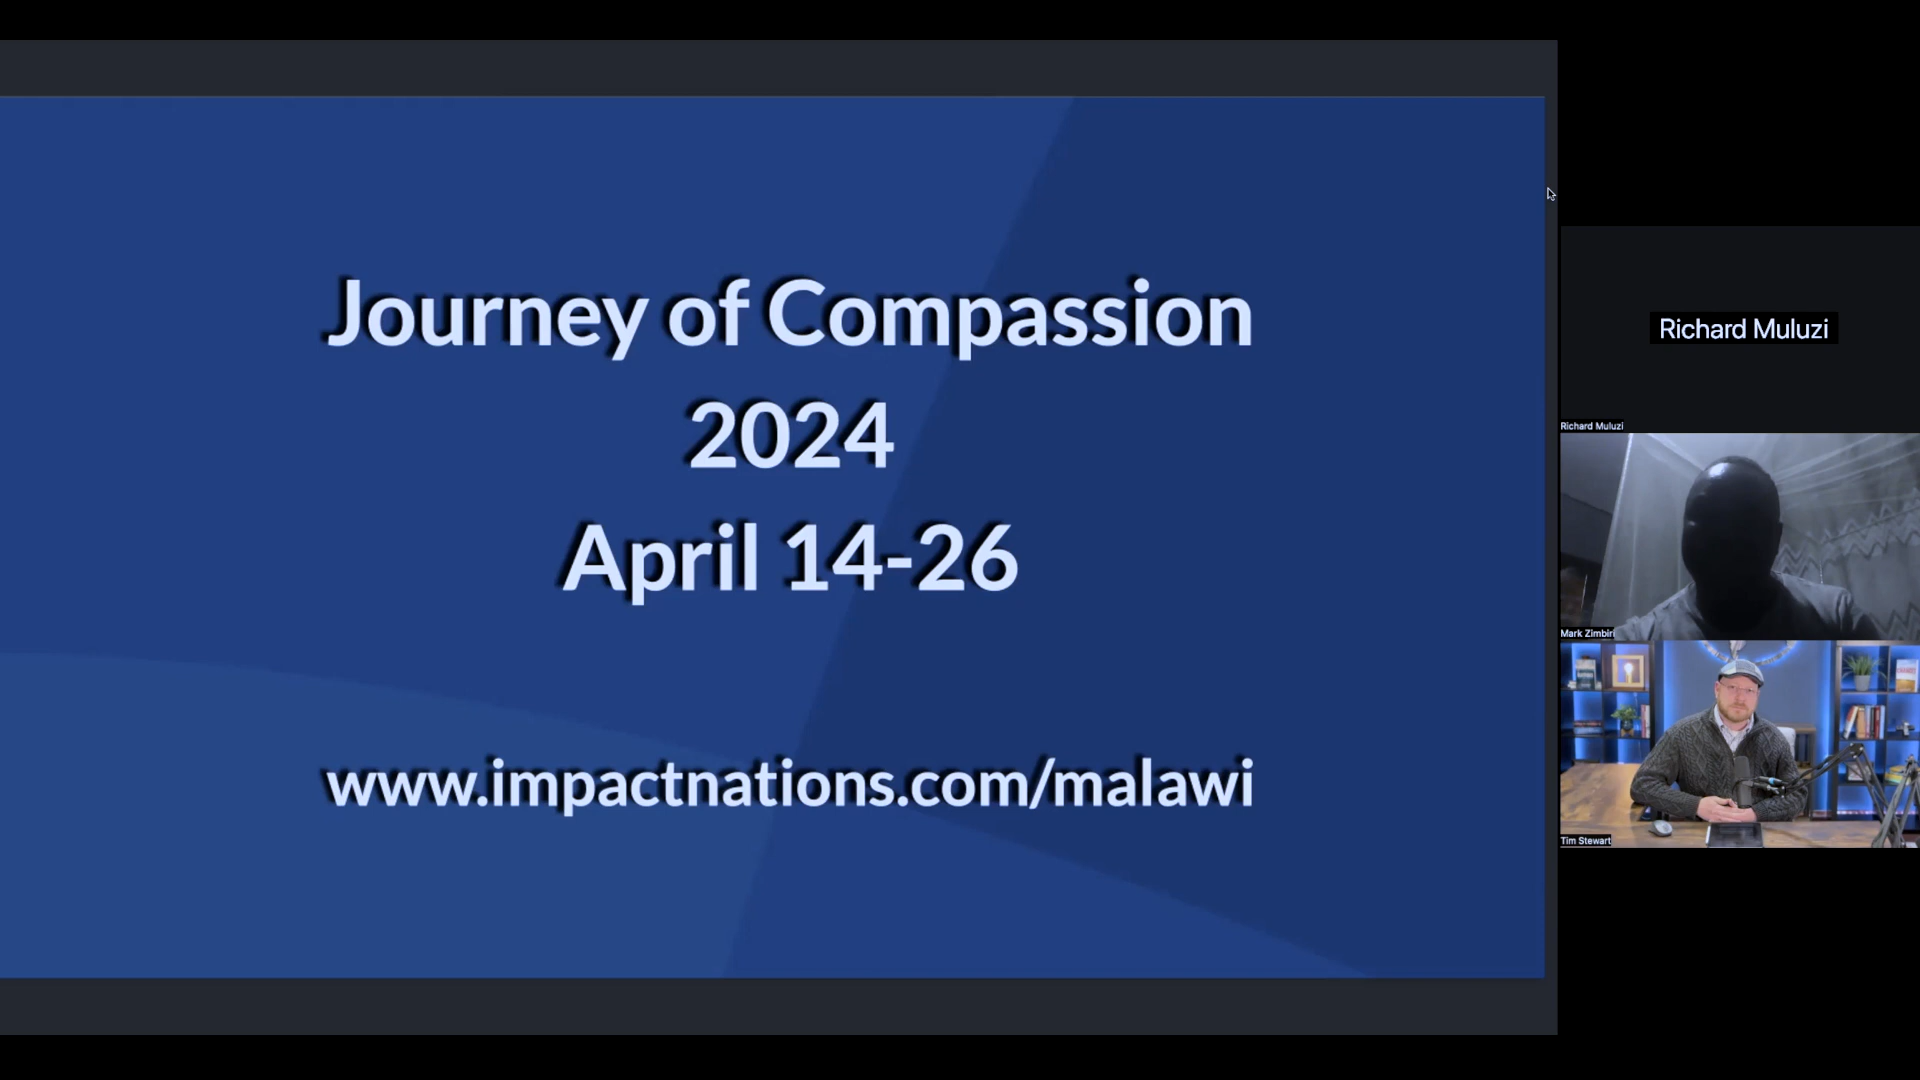 Journey of Compassion
2024
April 14-26
www.impactnations.com/malawi
Richard Muluzi
Richard Muluzi
Mark Zimbiri
Tim Stewart